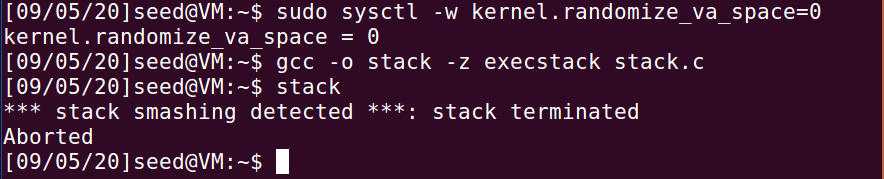 [09/05/20]seed@VM:~$ sudo sysctl -w kernel.randomize_va_space=0
kernel.randomize_va_space = 0
[09/05/20]seed@VM:~$ gcc -o stack -z execstack stack.c
[09/05/20]seed@VM:~$ stack
*** stack smashing detected ***: stack terminated
Aborted
[09/05/20]seed@VM:~$